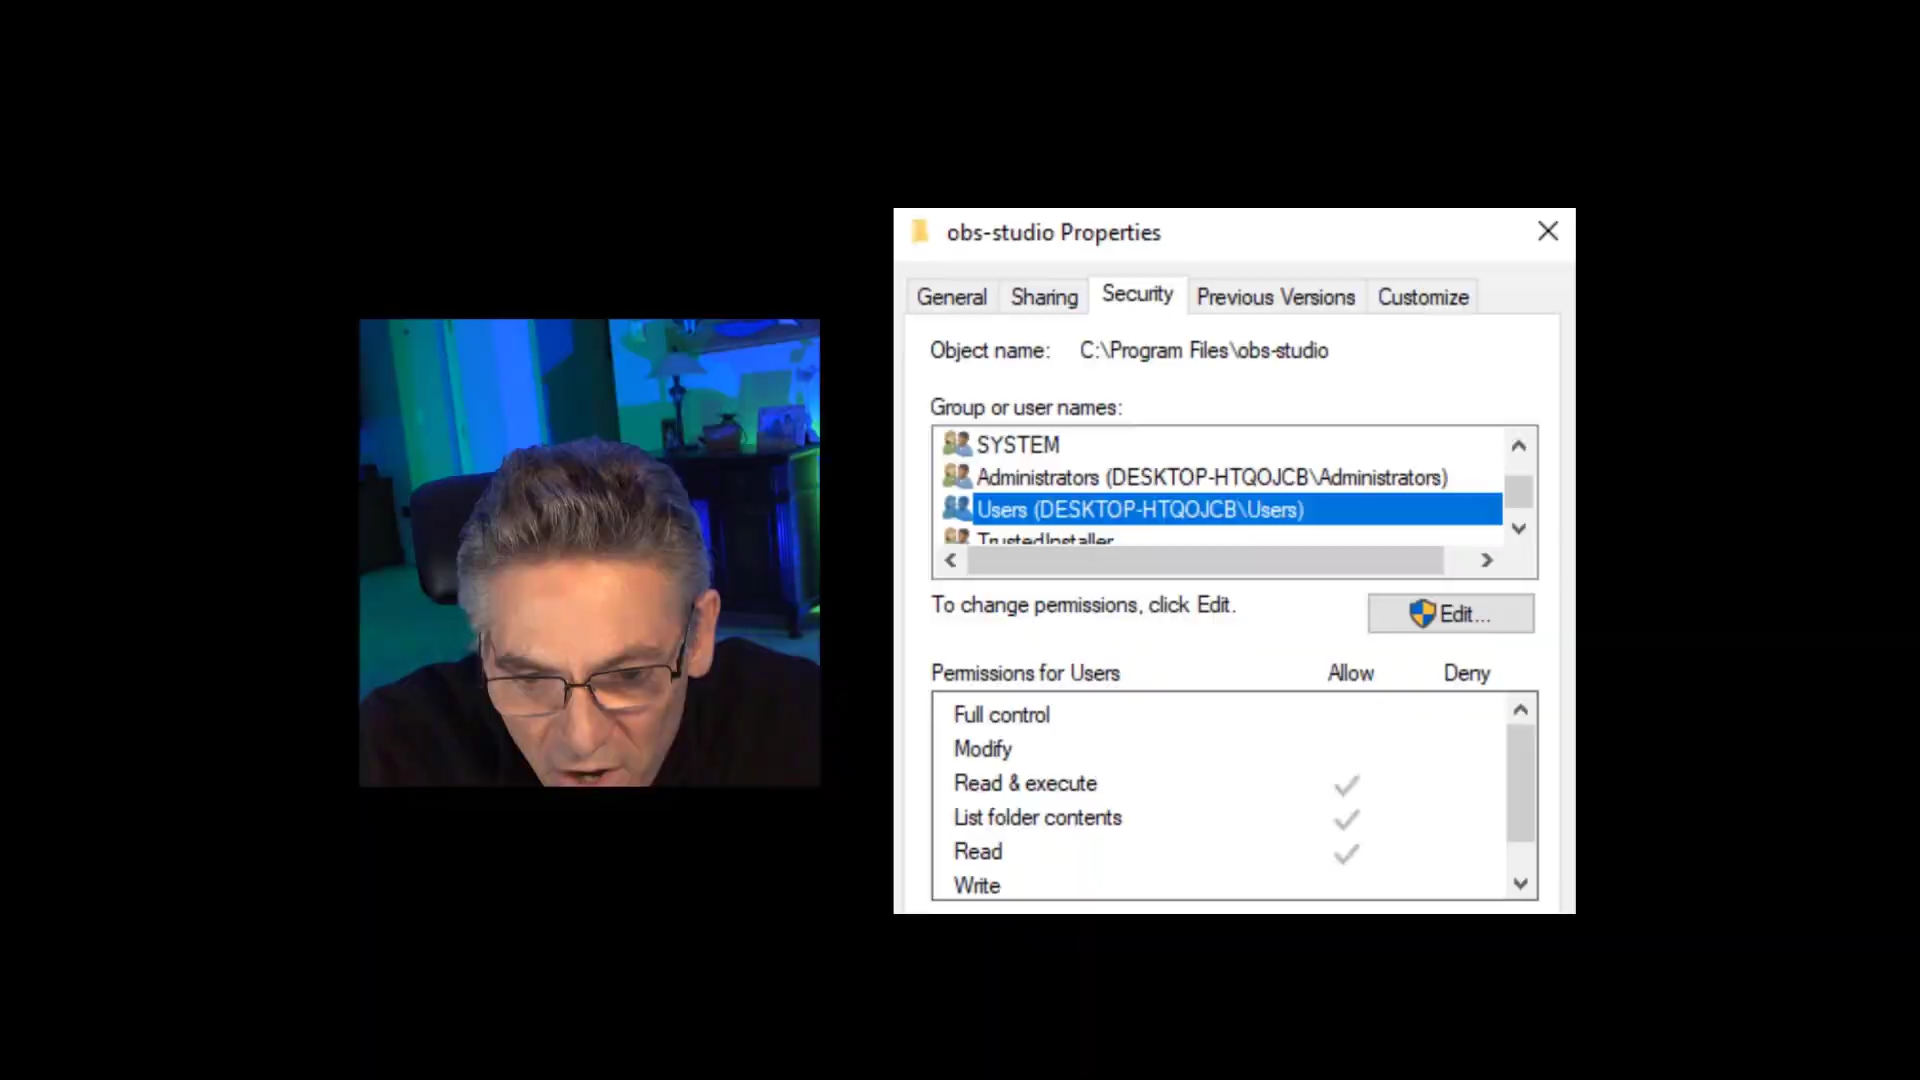 obs-studio Properties
General Sharing Security Previous Versions Customize
Object name: C:\Program Files\obs-studio
Group or user names:
SYSTEM
Administrators (DESKTOP-HTQOJCB\Administrators)
Users (DESKTOP-HTQOJCB\Users)
TrustedInstaller
To change permissions, click Edit.
Edit...
Permissions for Users Allow Deny
Full control
Modify
Read & execute
List folder contents
Read
Write